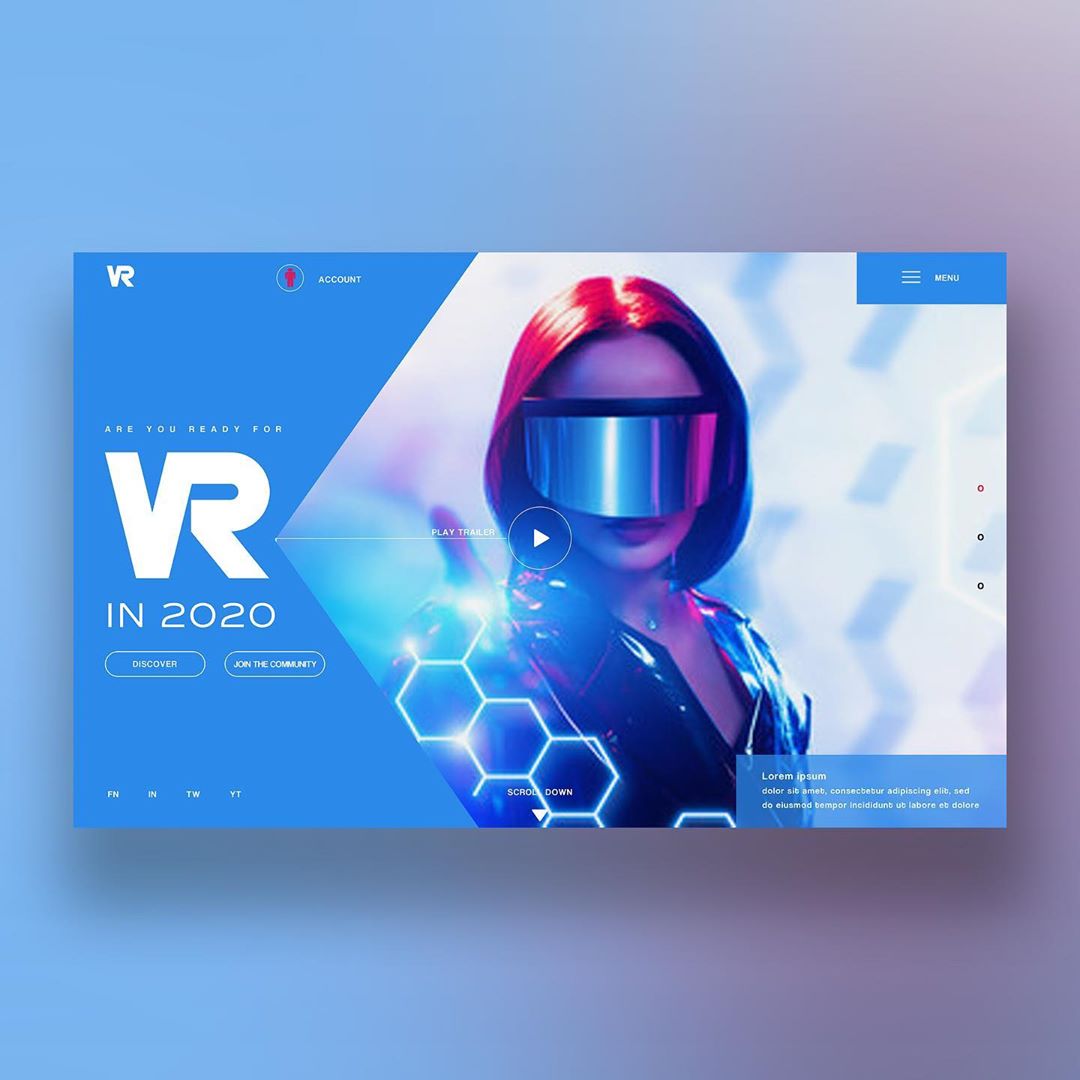 VR
ACCOUNT
MENU
ARE YOU READY FOR
VR
IN 2020
PLAY TRAILER
DISCOVER
JOIN THE COMMUNITY
FN IN TW YT
SCROLL DOWN
Lorem ipsum
dolor sit amet, consectetur adipiscing elit, sed
do eiusmod tempor incididunt ut labore et dolore